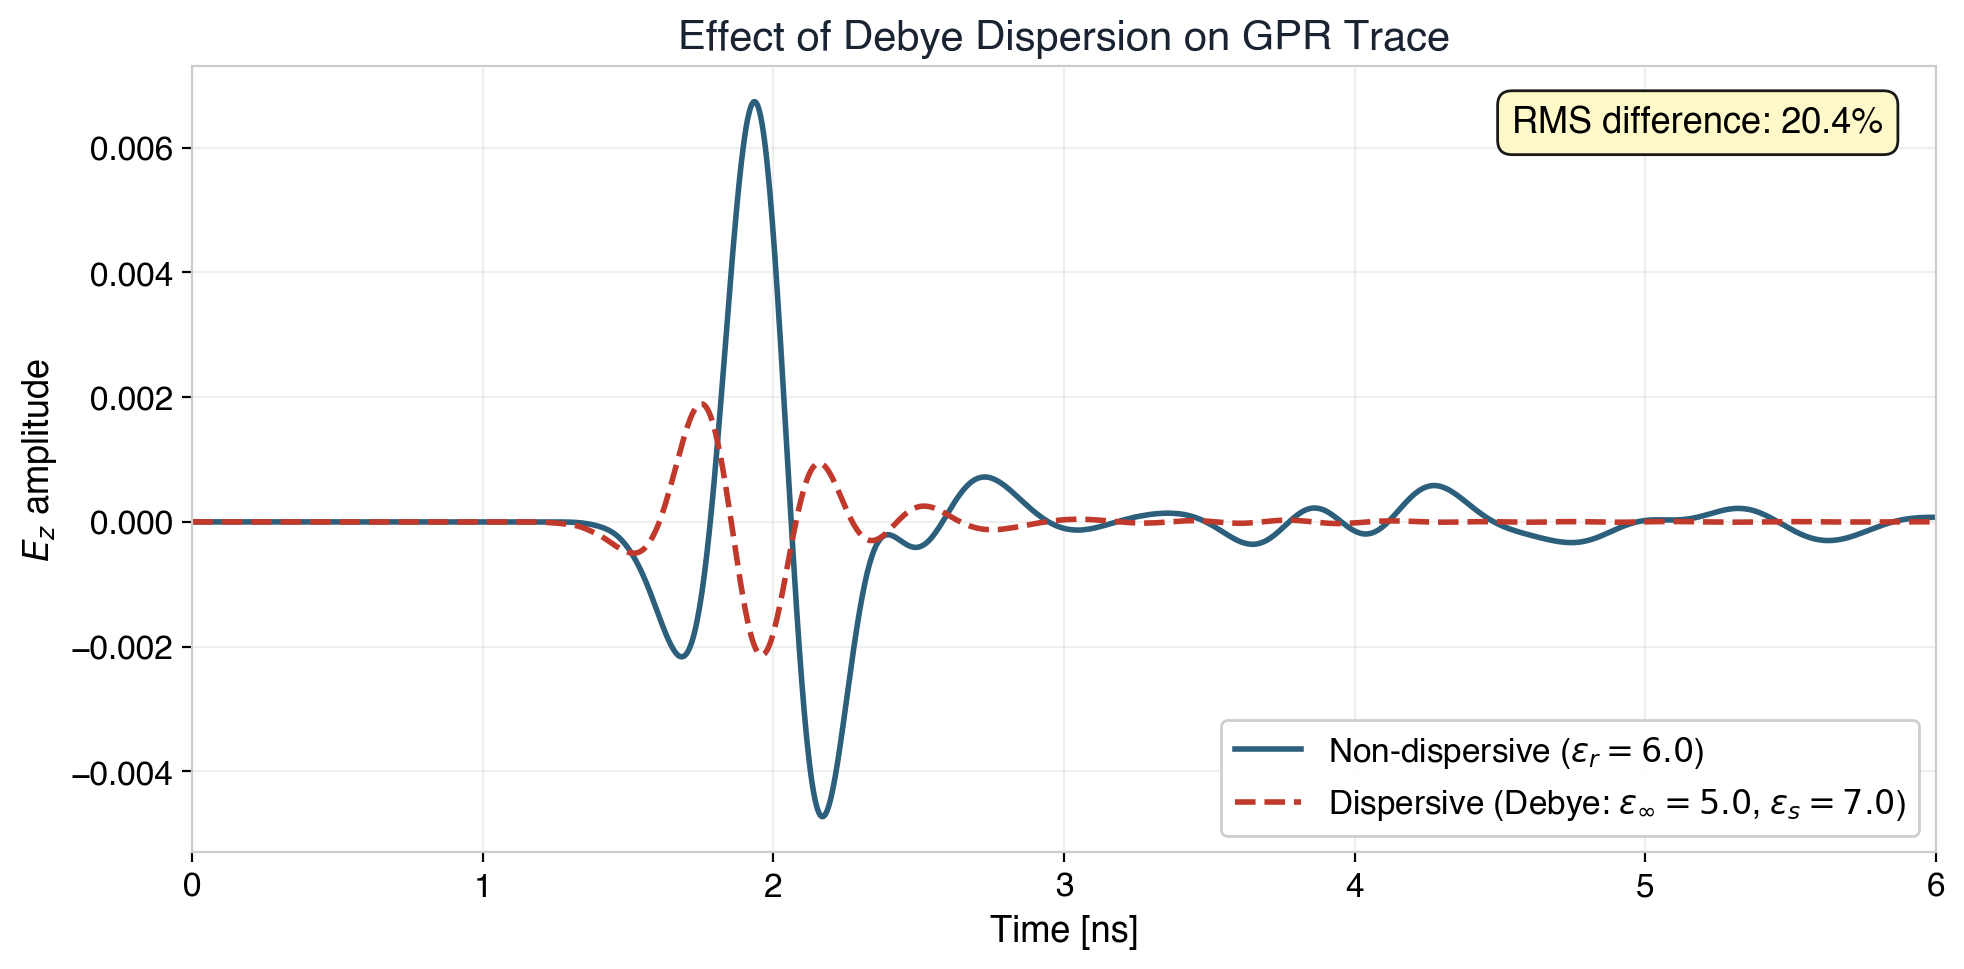 Effect of Debye Dispersion on GPR Trace
RMS difference: 20.4%
0.006
0.004
0.002
0.000
−0.002
−0.004
E_z amplitude
Non-dispersive (ε_r = 6.0)
Dispersive (Debye: ε_∞ = 5.0, ε_s = 7.0)
0 1 2 3 4 5 6
Time [ns]